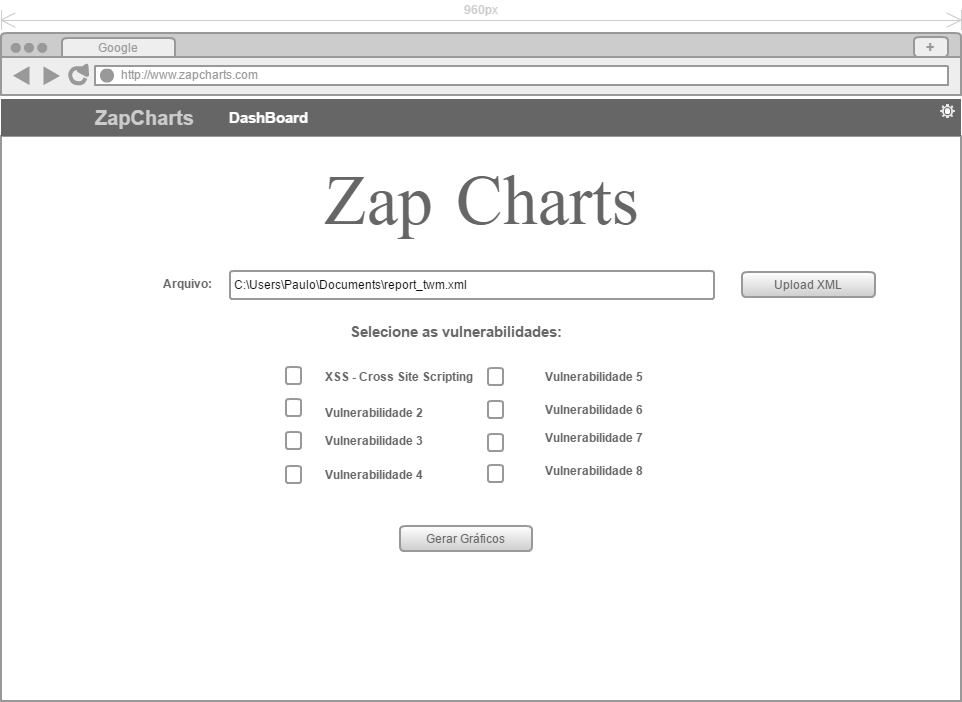 960px
Google
+
http://www.zapcharts.com
ZapCharts DashBoard
Zap Charts
Arquivo: C:\Users\Paulo\Documents\report_twm.xml Upload XML
Selecione as vulnerabilidades:
XSS - Cross Site Scripting Vulnerabilidade 5
Vulnerabilidade 2 Vulnerabilidade 6
Vulnerabilidade 3 Vulnerabilidade 7
Vulnerabilidade 4 Vulnerabilidade 8
Gerar Gráficos